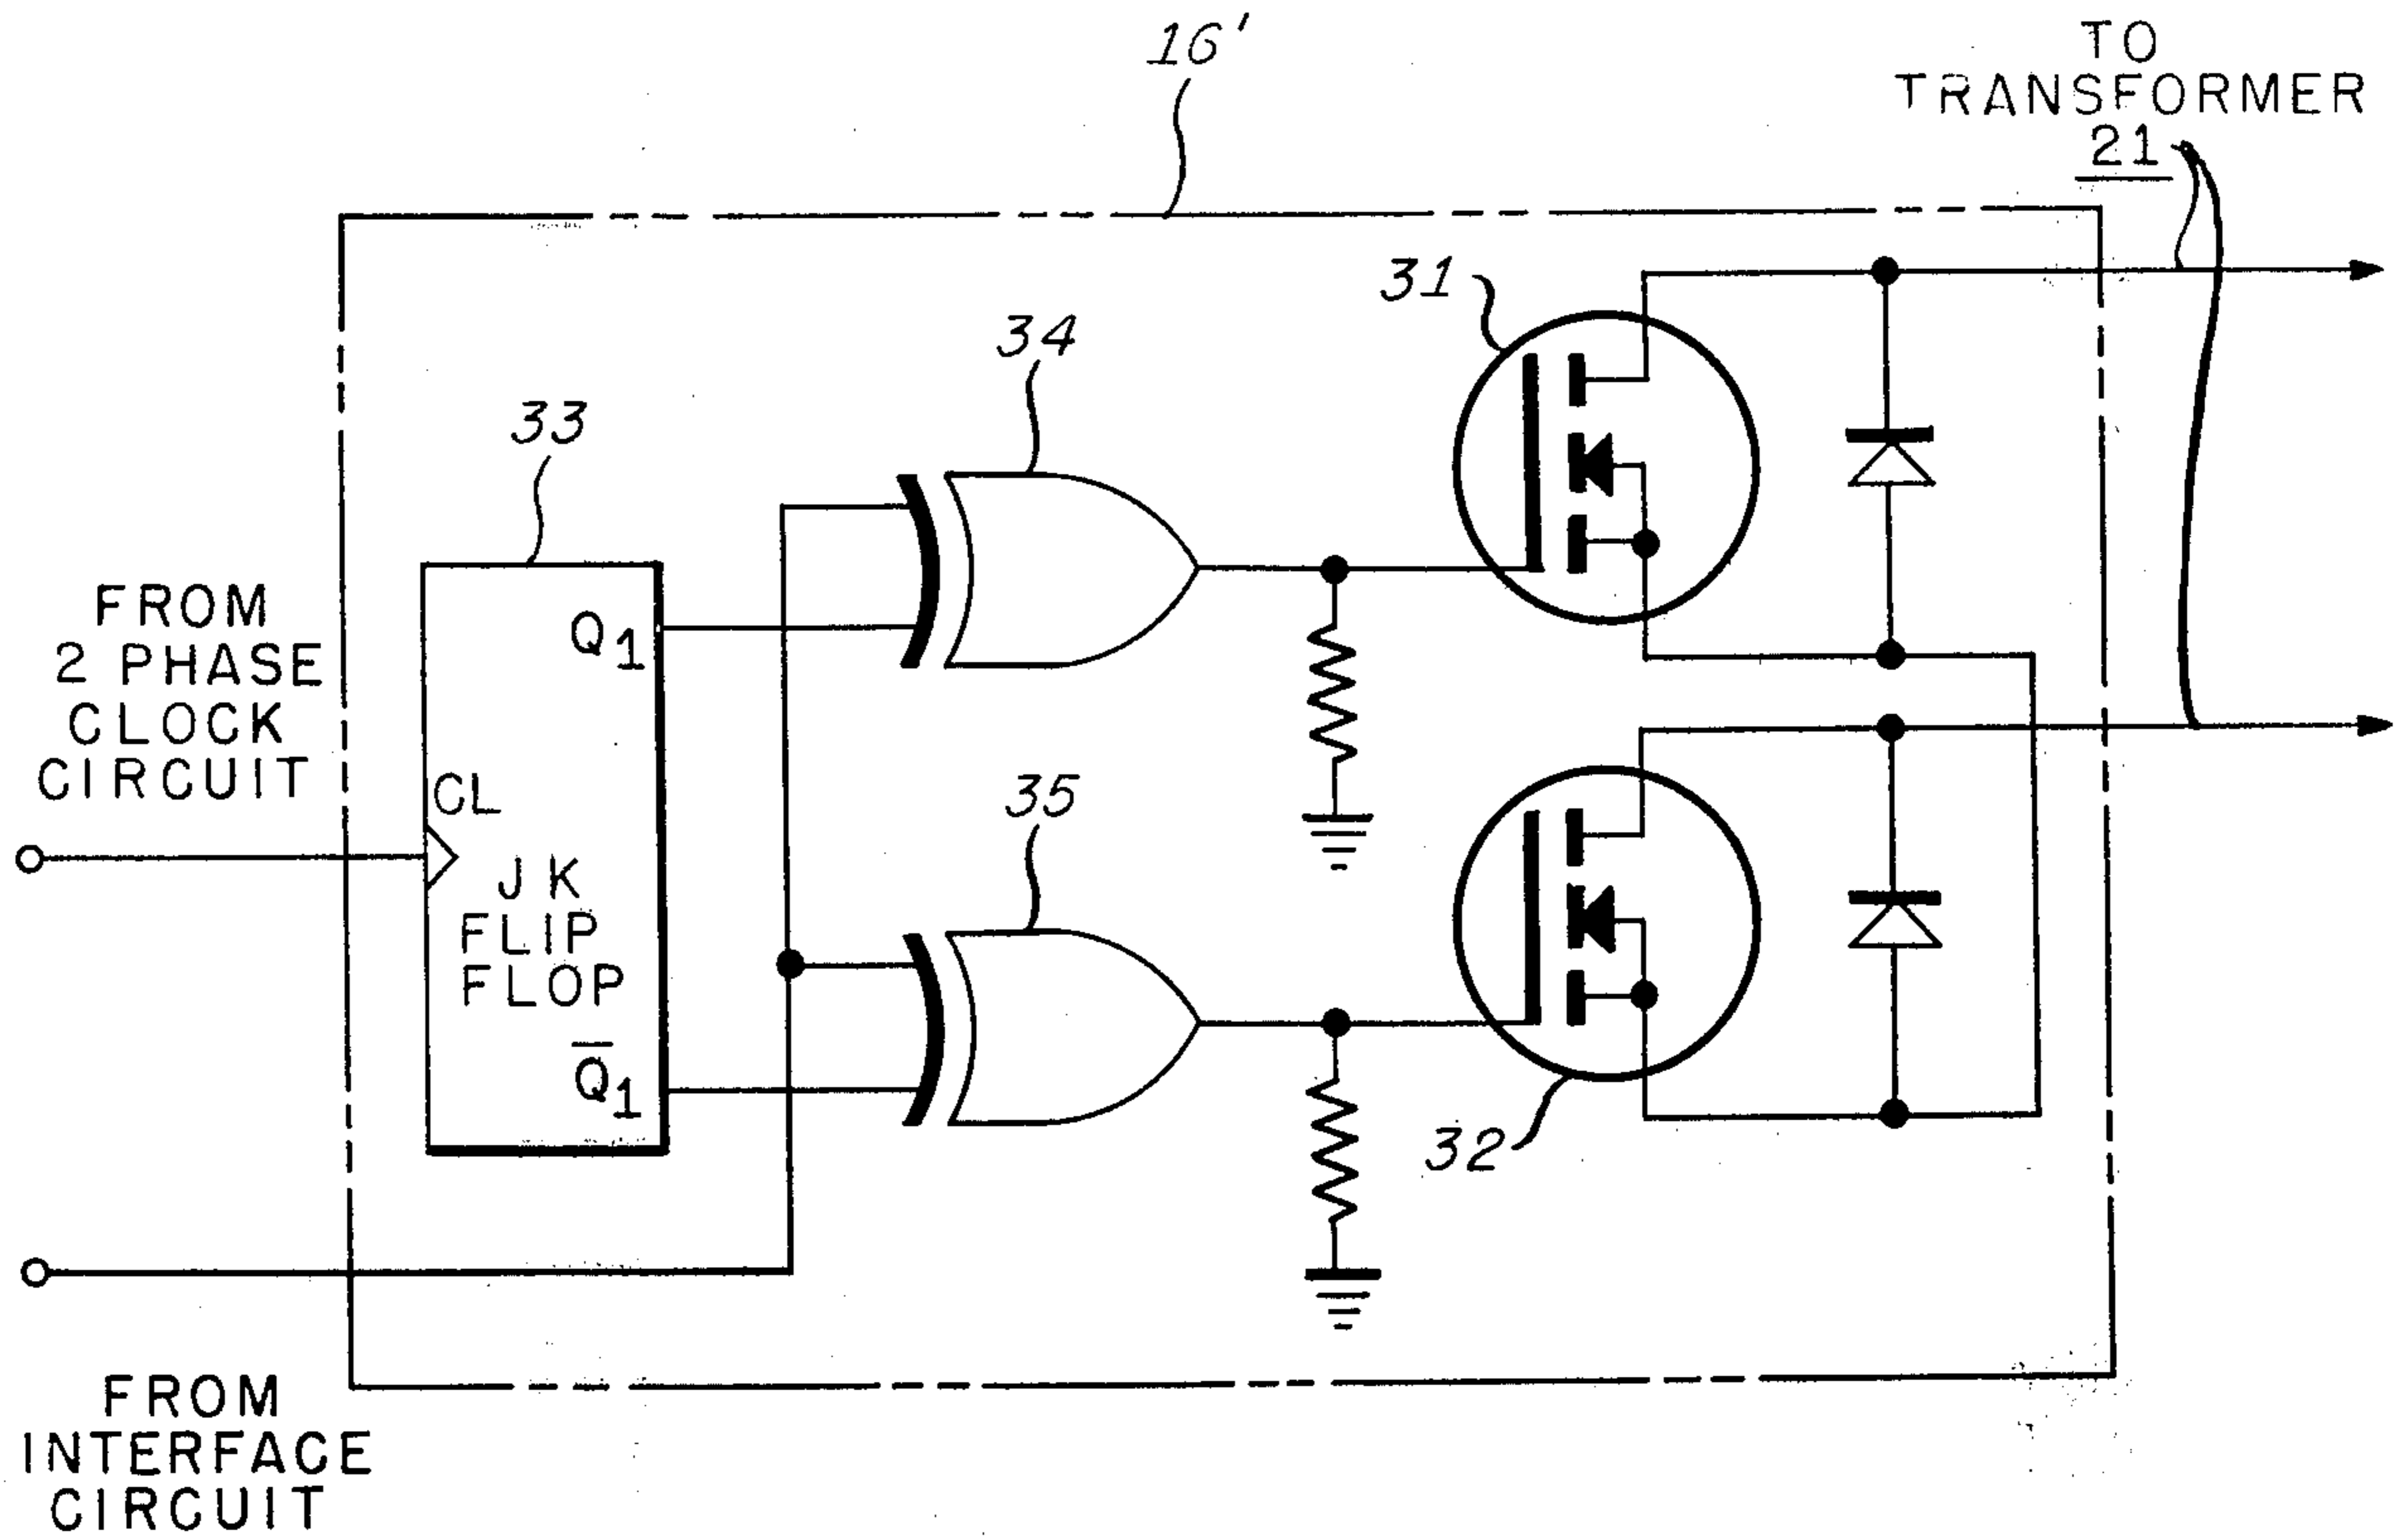 16'
TO
TRANSFORMER
21
31
34
33
FROM
2 PHASE
CLOCK
CIRCUIT
Q1
CL
JK
FLIP
FLOP
35
Q̅1
32
FROM
INTERFACE
CIRCUIT